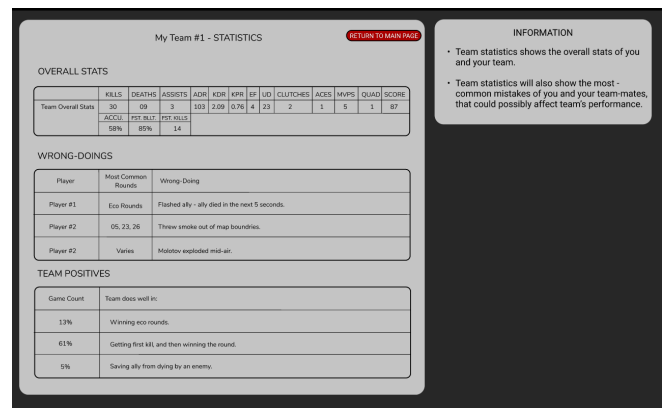 My Team #1 - STATISTICS
RETURN TO MAIN PAGE
OVERALL STATS
KILLS DEATHS ASSISTS ADR KDR KPR EF UD CLUTCHES ACES MVPS QUAD SCORE
Team Overall Stats 30 09 3 103 2.09 0.76 4 23 2 1 5 1 87
ACCU. FST. BLLT. FST. KILLS
58% 85% 14
WRONG-DOINGS
Player Most Common Rounds Wrong-Doing
Player #1 Eco Rounds Flashed ally - ally died in the next 5 seconds.
Player #2 05, 23, 26 Threw smoke out of map boundries.
Player #2 Varies Molotov exploded mid-air.
TEAM POSITIVES
Game Count Team does well in:
13% Winning eco rounds.
61% Getting first kill, and then winning the round.
5% Saving ally from dying by an enemy.
INFORMATION
• Team statistics shows the overall stats of you
and your team.
• Team statistics will also show the most -
common mistakes of you and your team-mates,
that could possibly affect team's performance.